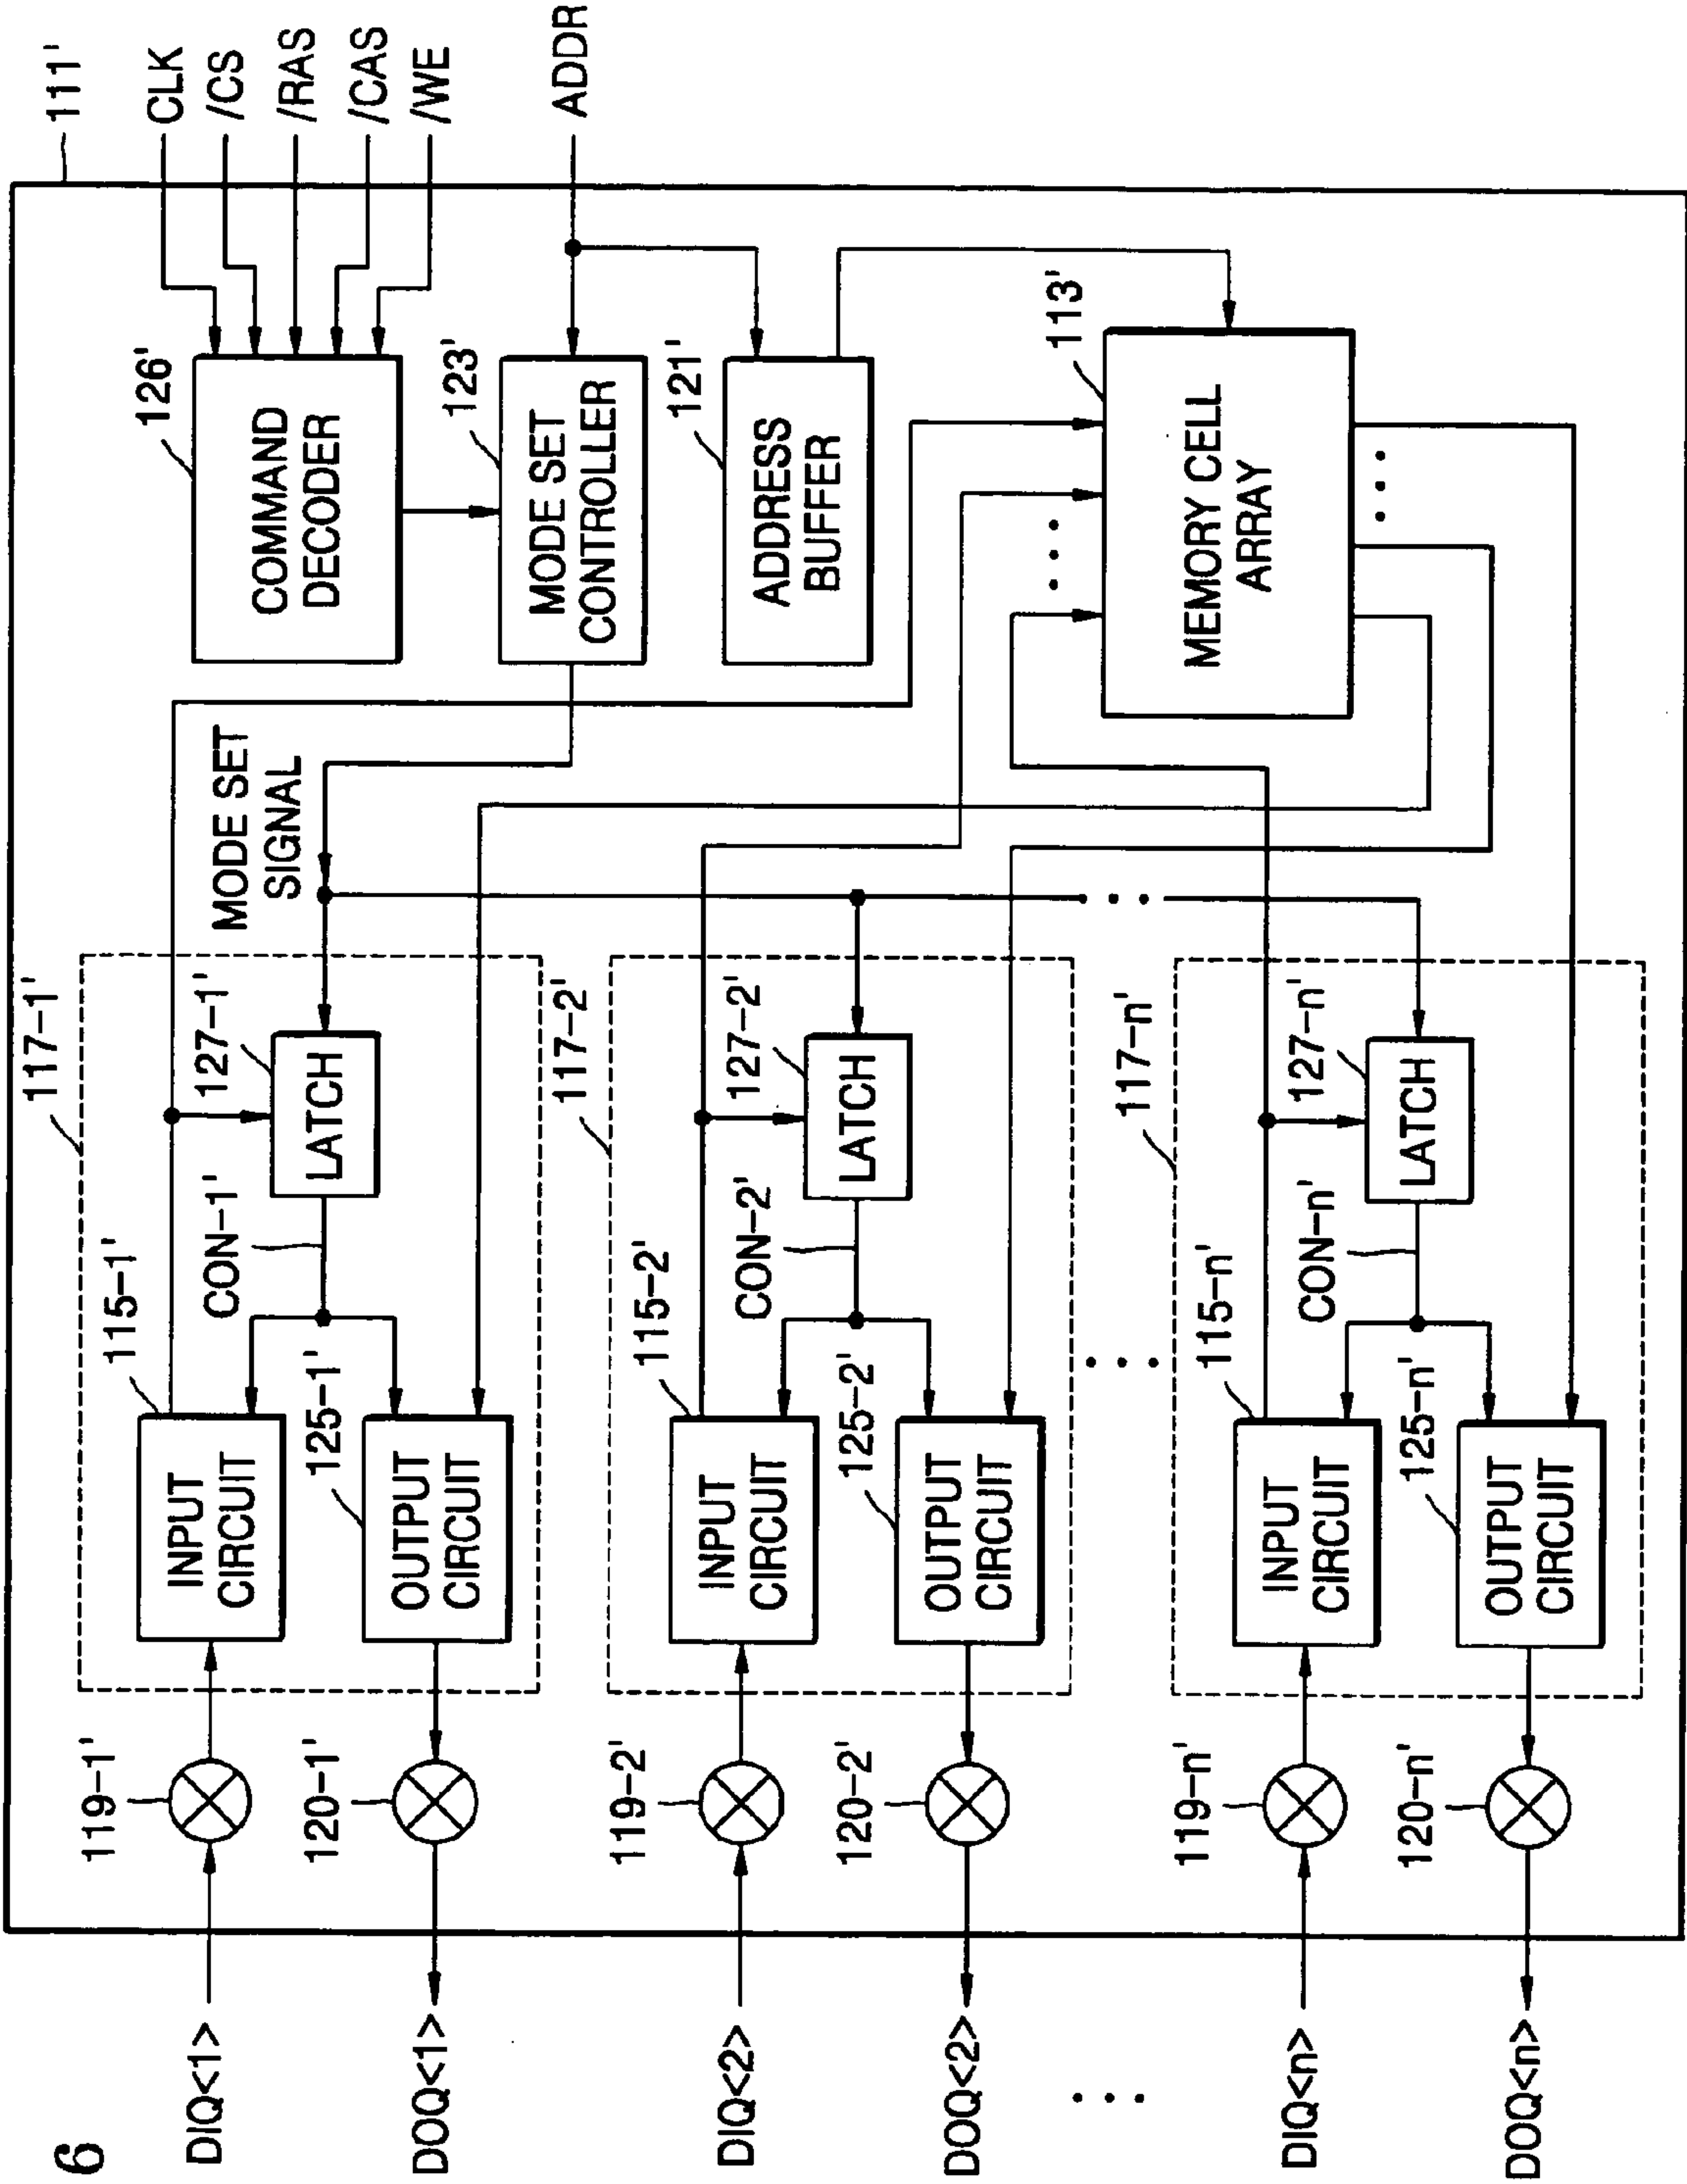 6
111'
CLK
/CS
/RAS
/CAS
/WE
ADDR
126'
COMMAND
DECODER
123'
MODE SET
CONTROLLER
121'
ADDRESS
BUFFER
113'
MEMORY CELL
ARRAY
MODE SET
SIGNAL
117-1'
127-1'
LATCH
CON-1'
115-1'
INPUT
CIRCUIT
125-1'
OUTPUT
CIRCUIT
119-1'
120-1'
DIQ<1>
DOQ<1>
117-2'
127-2'
LATCH
CON-2'
115-2'
INPUT
CIRCUIT
125-2'
OUTPUT
CIRCUIT
119-2'
120-2'
DIQ<2>
DOQ<2>
117-n'
127-n'
LATCH
CON-n'
115-n'
INPUT
CIRCUIT
125-n'
OUTPUT
CIRCUIT
119-n'
120-n'
DIQ<n>
DOQ<n>